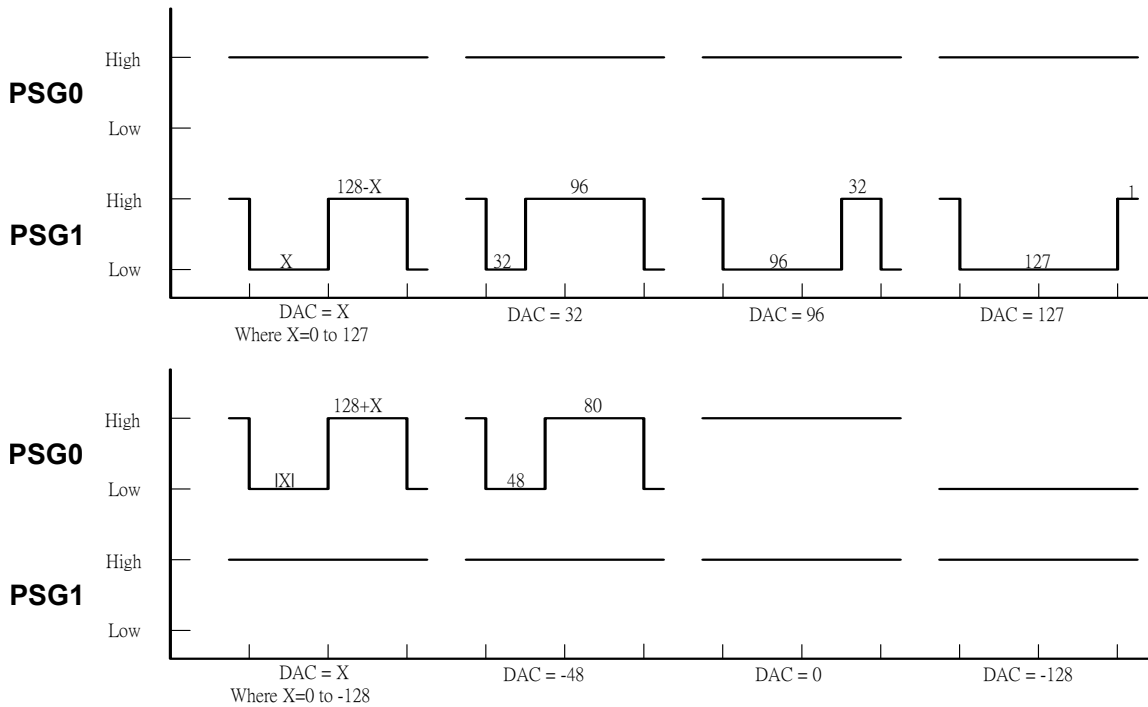 High
PSG0
Low
High
128-X
96
32
1
PSG1
X
32
96
127
Low
DAC = X
DAC = 32
DAC = 96
DAC = 127
Where X=0 to 127
High
128+X
80
PSG0
|X|
48
Low
High
PSG1
Low
DAC = X
DAC = -48
DAC = 0
DAC = -128
Where X=0 to -128